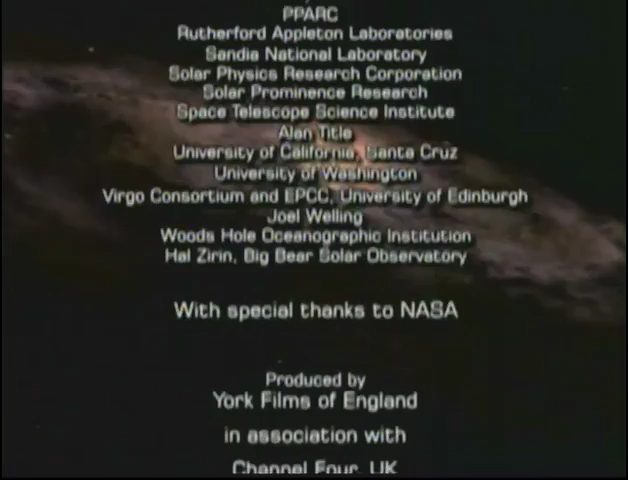 PPARC
Rutherford Appleton Laboratories
Sandia National Laboratory
Solar Physics Research Corporation
Solar Prominence Research
Space Telescope Science Institute
Alan Title
University of California, Santa Cruz
University of Washington
Virgo Consortium and EPCC, University of Edinburgh
Joel Welling
Woods Hole Oceanographic Institution
Hal Zirin, Big Bear Solar Observatory
With special thanks to NASA
Produced by
York Films of England
in association with
Channel Four, UK